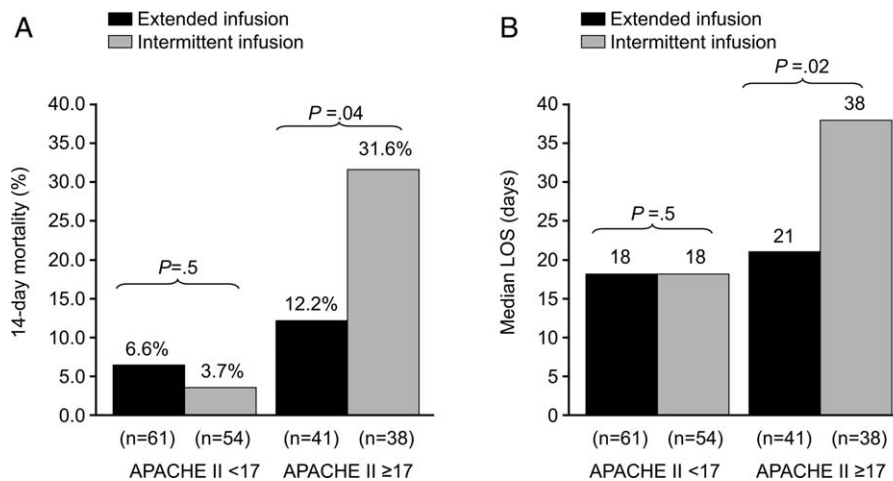 A
Extended infusion
Intermittent infusion
14-day mortality (%)
40.0
35.0
30.0
25.0
20.0
15.0
10.0
5.0
0.0
P=.5
P =.04
6.6%
3.7%
12.2%
31.6%
(n=61) (n=54) (n=41) (n=38)
APACHE II <17 APACHE II ≥17
B
Extended infusion
Intermittent infusion
Median LOS (days)
40
35
30
25
20
15
10
5
0.0
P =.5
P =.02
18
18
21
38
(n=61) (n=54) (n=41) (n=38)
APACHE II <17 APACHE II ≥17